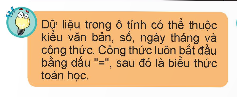 Dữ liệu trong ô tính có thể thuộc
kiểu văn bản, số, ngày tháng và
công thức. Công thức luôn bắt đầu
bằng dấu "=", sau đó là biểu thức
toán học.